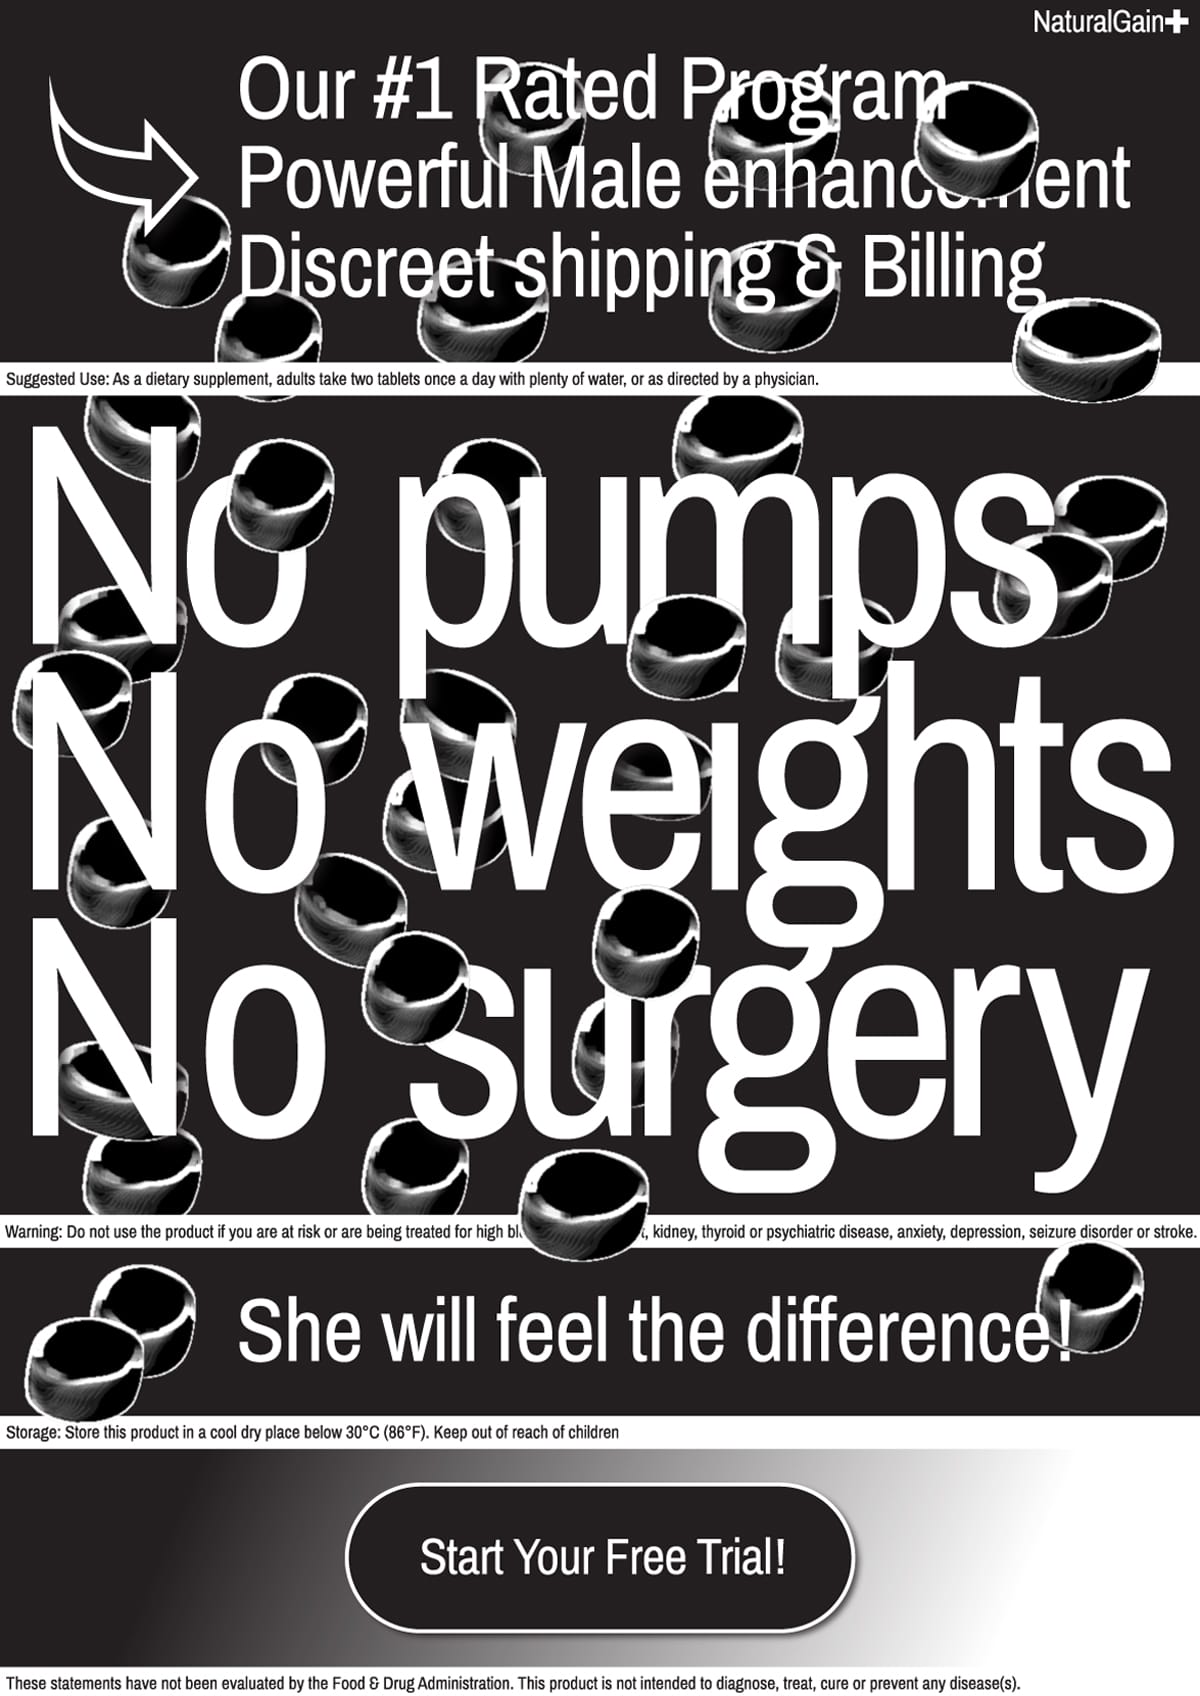 NaturalGain+
Our #1 Rated Program
Powerful Male enhancement
Discreet shipping & Billing
Suggested Use: As a dietary supplement, adults take two tablets once a day with plenty of water, or as directed by a physician.
No pumps
No weights
No surgery
Warning: Do not use the product if you are at risk or are being treated for high kidney, thyroid or psychiatric disease, anxiety, depression, seizure disorder or stroke.
She will feel the difference!
Storage: Store this product in a cool dry place below 30°C (86°F). Keep out of reach of children
Start Your Free Trial!
These statements have not been evaluated by the Food & Drug Administration. This product is not intended to diagnose, treat, cure or prevent any disease(s).